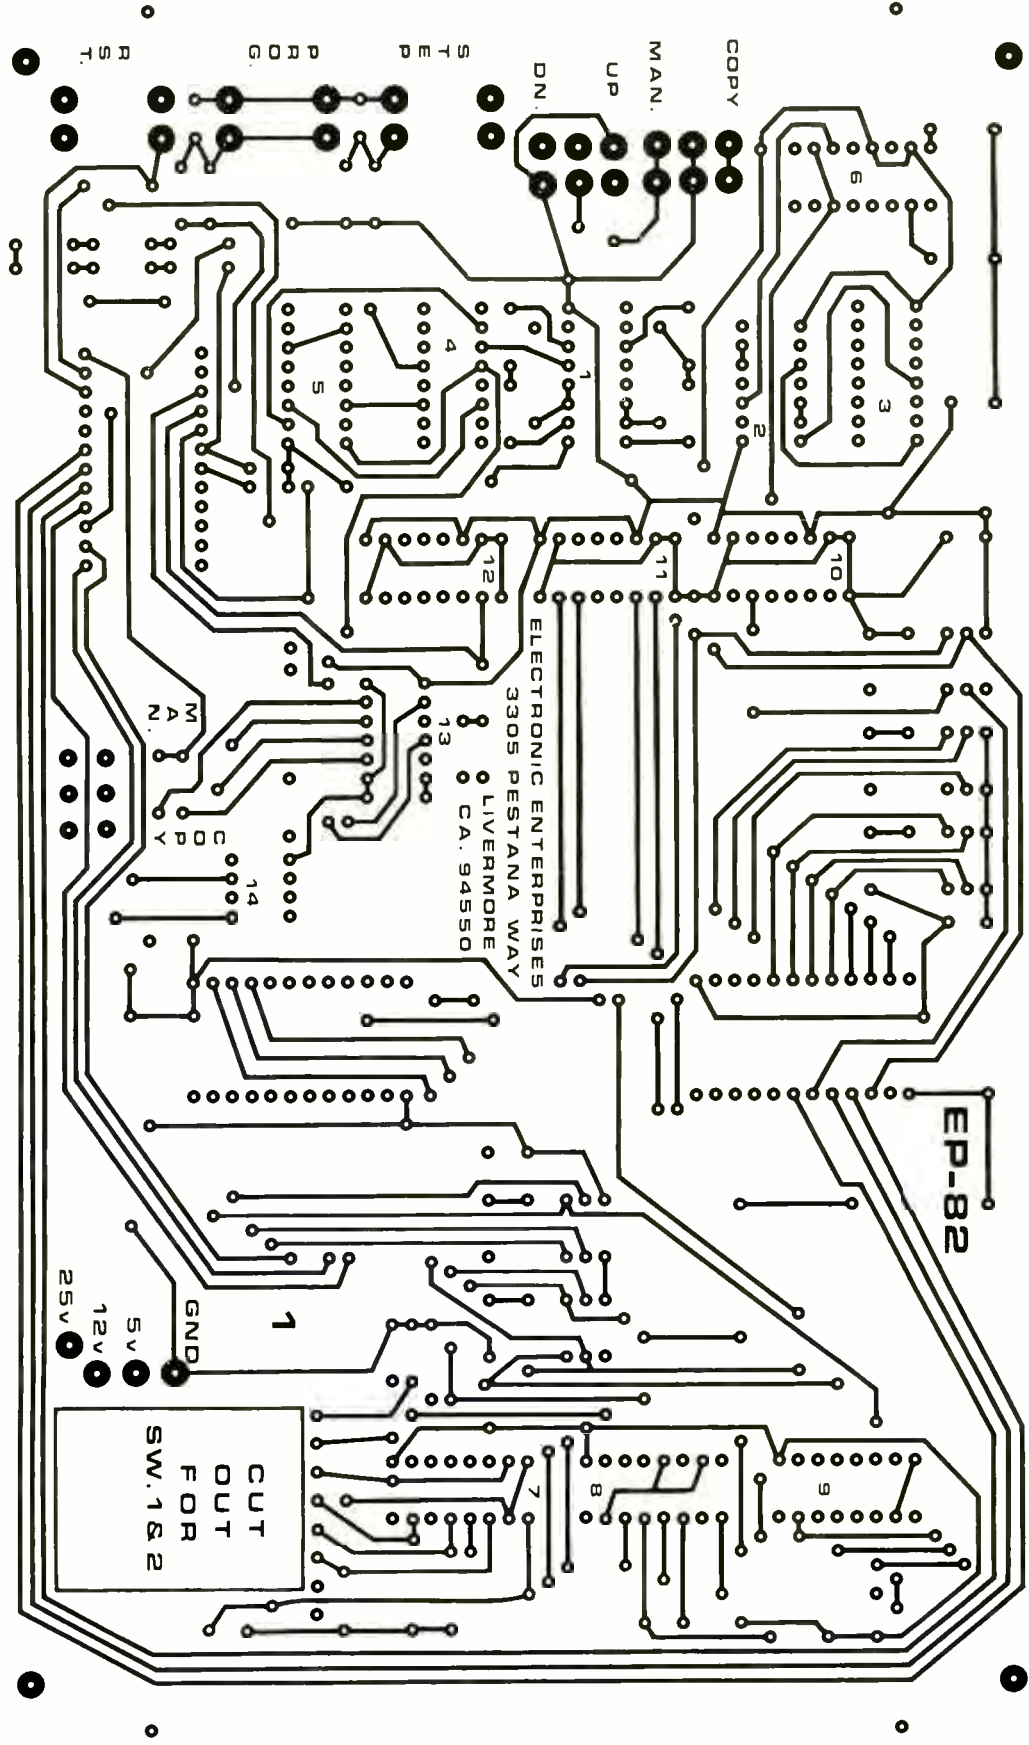 RST.
PROG.
STEP
DN.
UP
MAN.
COPY
6
4
5
1
3
2
12
11
10
ELECTRONIC ENTERPRISES
3305 PESTANA WAY
LIVERMORE
CA. 94550
13
MAN.
COPY
14
EP-82
25v
12v
5v
GND
1
CUT
OUT
FOR
SW.1&2
7
8
9